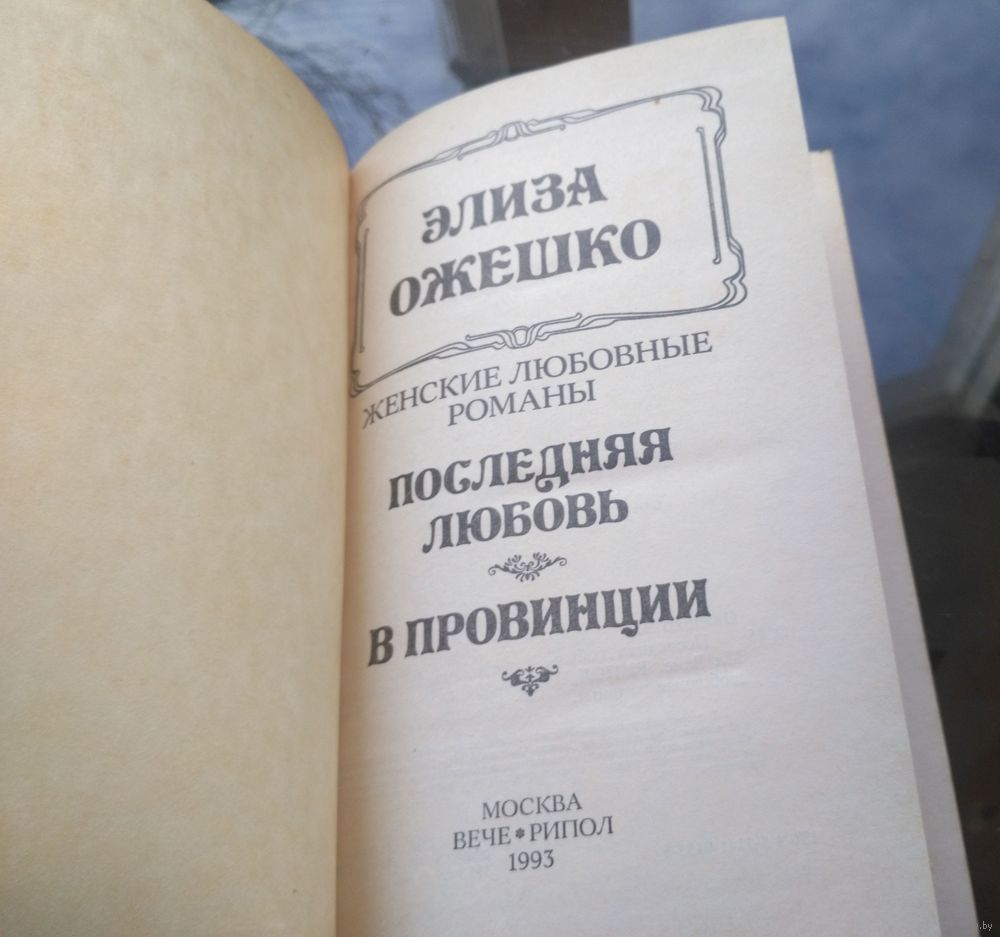 ЭЛИЗА
ОЖЕШКО
ЖЕНСКИЕ ЛЮБОВНЫЕ
РОМАНЫ
ПОСЛЕДНЯЯ
ЛЮБОВЬ
В ПРОВИНЦИИ
МОСКВА
ВЕЧЕ * РИПОЛ
1993